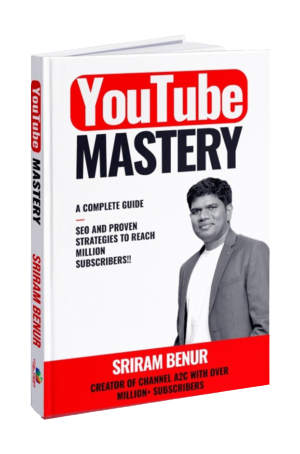 YouTube
MASTERY
A COMPLETE GUIDE
SEO AND PROVEN
STRATEGIES TO REACH
MILLION
SUBSCRIBERS!!
SRIRAM BENUR
CREATOR OF CHANNEL A2C WITH OVER
MILLION+ SUBSCRIBERS
YouTube MASTERY SRIRAM BENUR